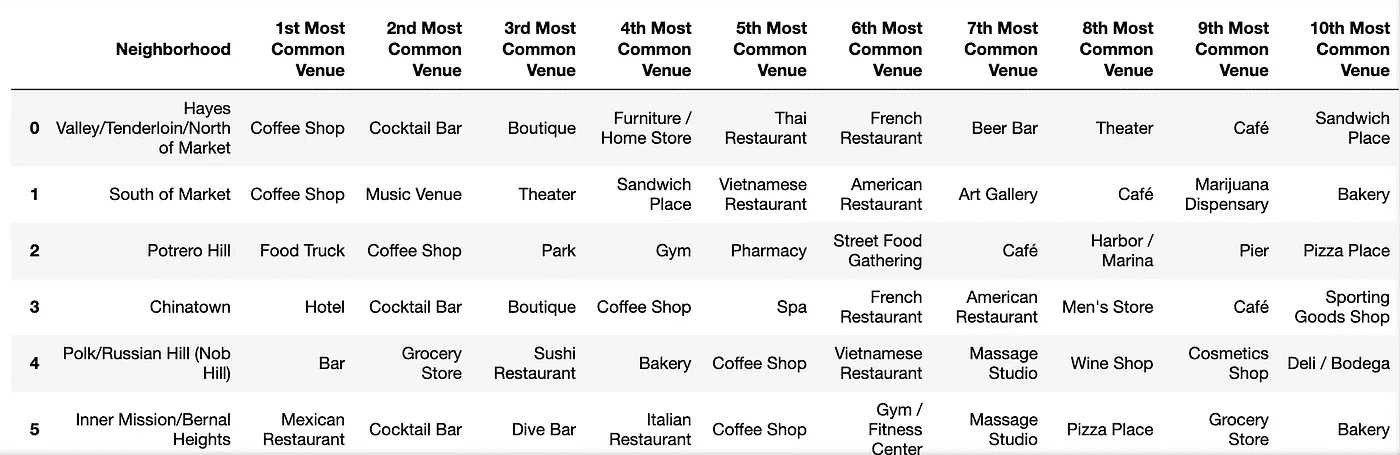 Neighborhood 1st Most Common Venue 2nd Most Common Venue 3rd Most Common Venue 4th Most Common Venue 5th Most Common Venue 6th Most Common Venue 7th Most Common Venue 8th Most Common Venue 9th Most Common Venue 10th Most Common Venue
0 Hayes Valley/Tenderloin/North of Market Coffee Shop Cocktail Bar Boutique Furniture / Home Store Thai Restaurant French Restaurant Beer Bar Theater Café Sandwich Place
1 South of Market Coffee Shop Music Venue Theater Sandwich Place Vietnamese Restaurant American Restaurant Art Gallery Café Marijuana Dispensary Bakery
2 Potrero Hill Food Truck Coffee Shop Park Gym Pharmacy Street Food Gathering Café Harbor / Marina Pier Pizza Place
3 Chinatown Hotel Cocktail Bar Boutique Coffee Shop Spa French Restaurant American Restaurant Men's Store Café Sporting Goods Shop
4 Polk/Russian Hill (Nob Hill) Bar Grocery Store Sushi Restaurant Bakery Coffee Shop Vietnamese Restaurant Massage Studio Wine Shop Cosmetics Shop Deli / Bodega
5 Inner Mission/Bernal Heights Mexican Restaurant Cocktail Bar Dive Bar Italian Restaurant Coffee Shop Gym / Fitness Center Massage Studio Pizza Place Grocery Store Bakery